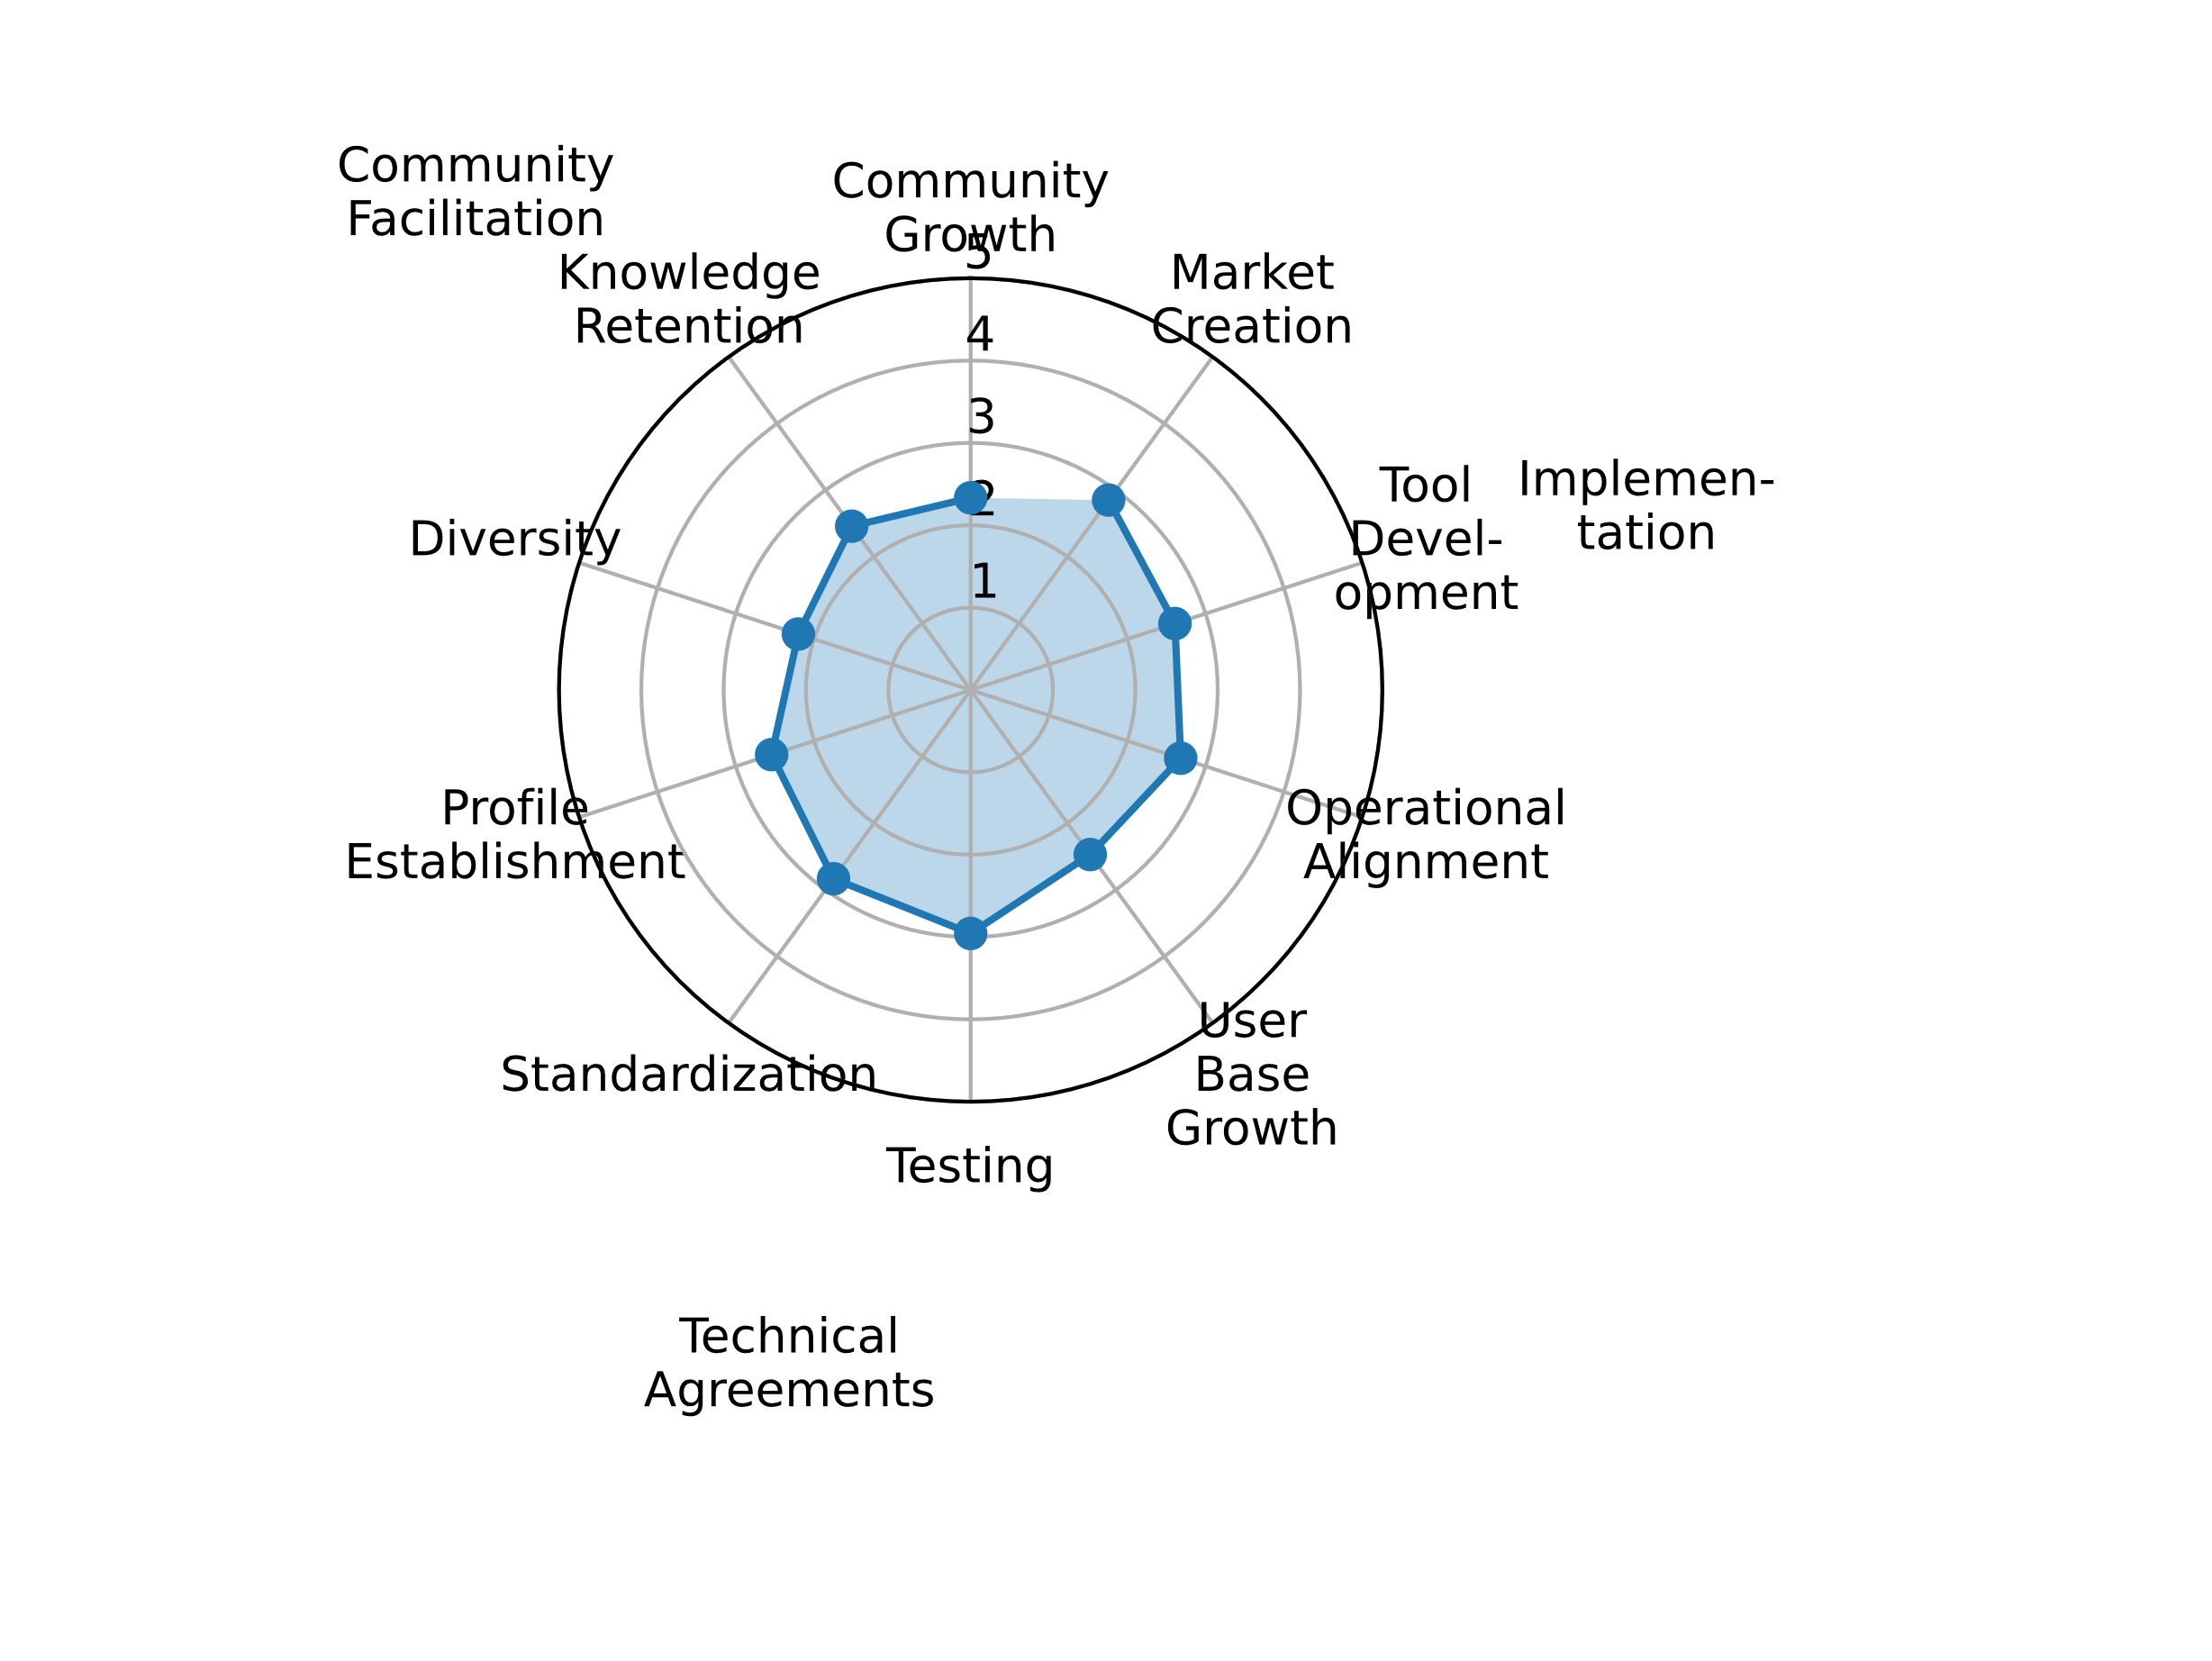 Community
Facilitation
Community
Growth
Knowledge
Retention
Market
Creation
5
4
3
2
1
Tool
Devel-
opment
Implemen-
tation
Diversity
Profile
Establishment
Operational
Alignment
Standardization
User
Base
Growth
Testing
Technical
Agreements